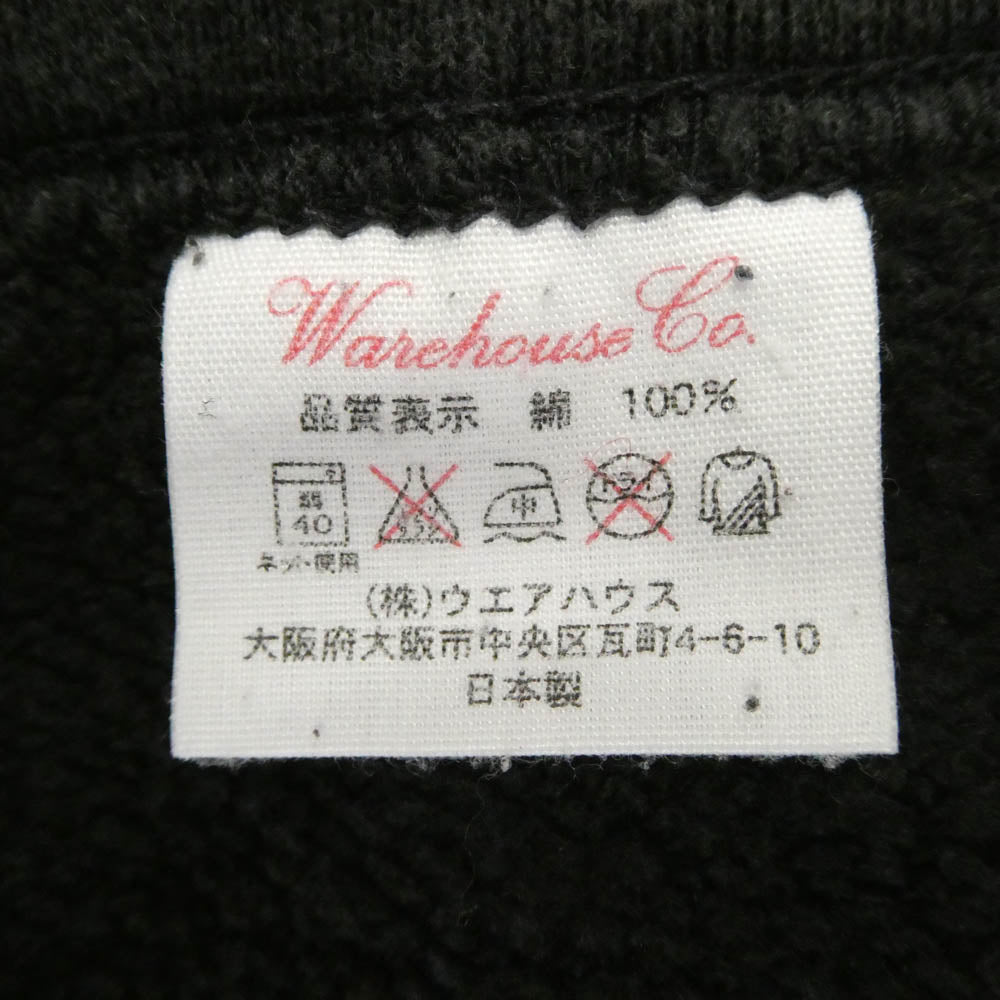 Warehouse Co.
品質表示 綿 100%
弱 中
40
ネット使用
(株)ウエアハウス
大阪府大阪市中央区瓦町4-6-10
日本製